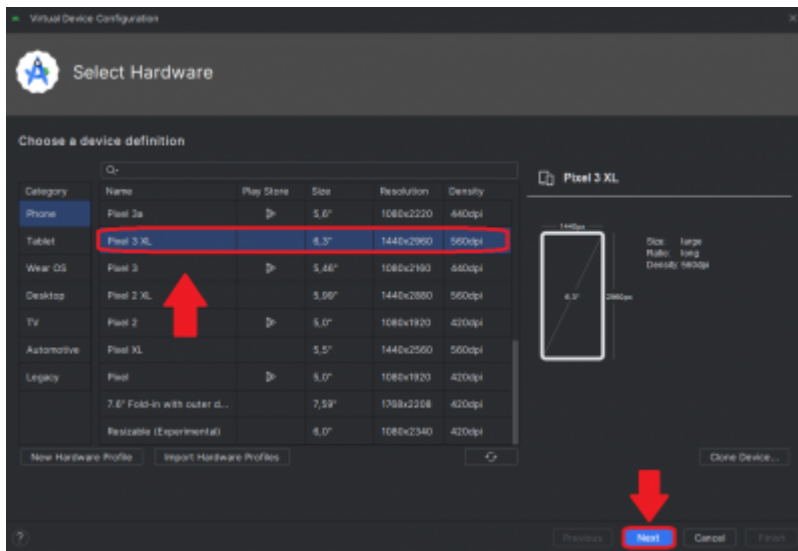 Virtual Device Configuration
Select Hardware
Choose a device definition
Category Name Play Store Size Resolution Density
Phone Pixel 3a 5,6" 1080x2220 440dpi
Tablet Pixel 3 XL 6,3" 1440x2960 560dpi
Wear OS Pixel 3 5,46" 1080x2160 440dpi
Desktop Pixel 2 XL 5,99" 1440x2880 560dpi
TV Pixel 2 5,0" 1080x1920 420dpi
Automotive Pixel XL 5,5" 1440x2560 560dpi
Legacy Pixel 5,0" 1080x1920 420dpi
7.6" Fold-in with outer d... 7,59" 1768x2208 420dpi
Resizable (Experimental) 6,0" 1080x2340 420dpi
New Hardware Profile Import Hardware Profiles
Pixel 3 XL
1440px
6,3" 2960px
Size: large
Ratio: long
Density: 560dpi
Clone Device...
? Previous Next Cancel Finish